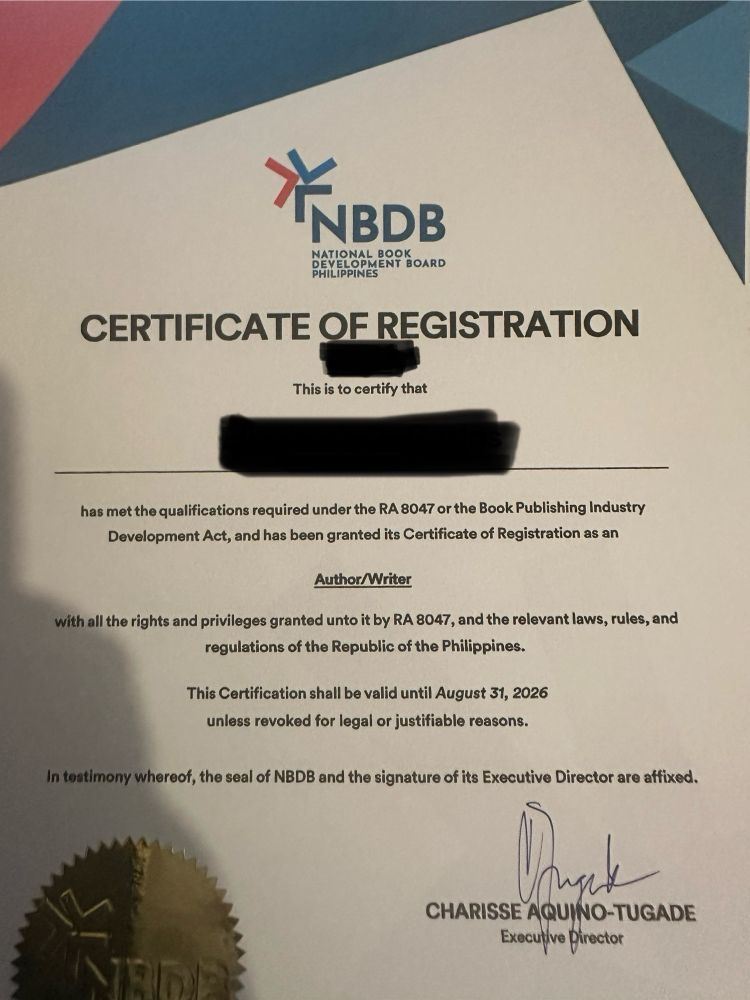 NBDB
NATIONAL BOOK
DEVELOPMENT BOARD
PHILIPPINES
CERTIFICATE OF REGISTRATION
This is to certify that
has met the qualifications required under the RA 8047 or the Book Publishing Industry
Development Act, and has been granted its Certificate of Registration as an
Author/Writer
with all the rights and privileges granted unto it by RA 8047, and the relevant laws, rules, and
regulations of the Republic of the Philippines.
This Certification shall be valid until August 31, 2026
unless revoked for legal or justifiable reasons.
In testimony whereof, the seal of NBDB and the signature of its Executive Director are affixed.
CHARISSE AQUINO-TUGADE
Executive Director
NBDB